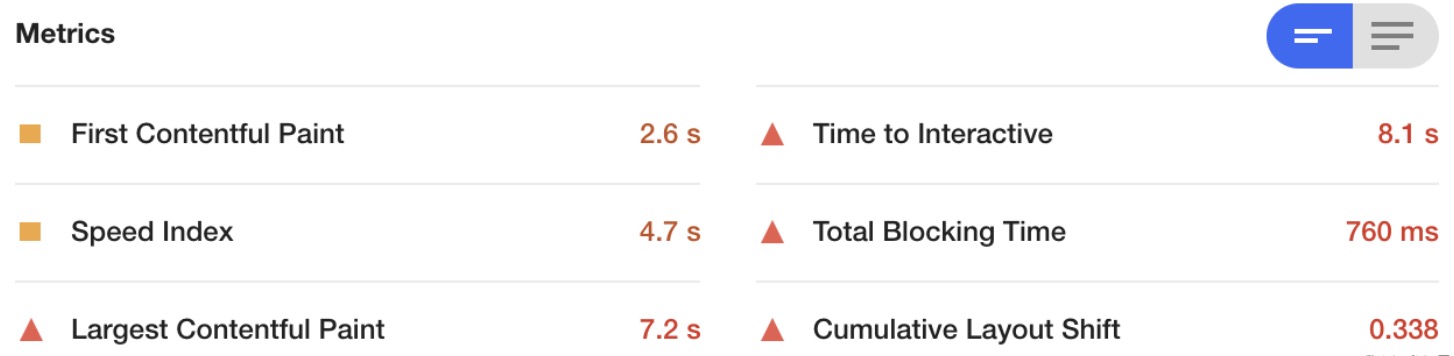 Metrics
First Contentful Paint 2.6 s
Time to Interactive 8.1 s
Speed Index 4.7 s
Total Blocking Time 760 ms
Largest Contentful Paint 7.2 s
Cumulative Layout Shift 0.338